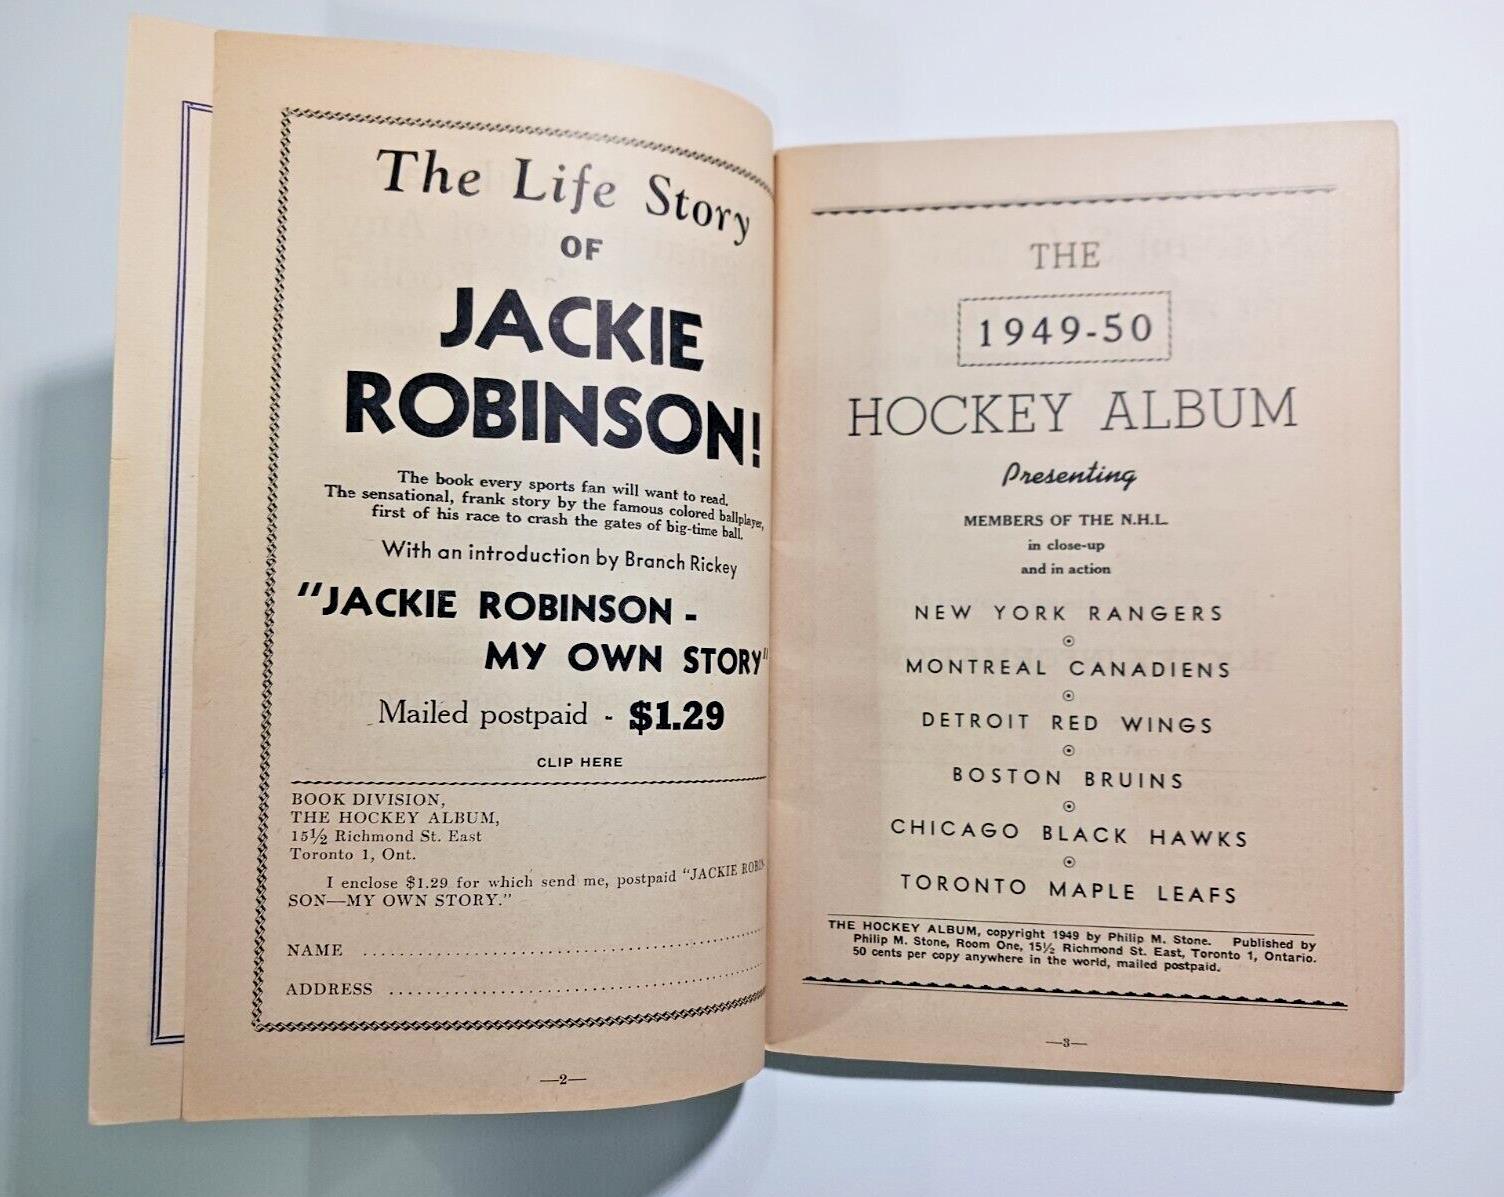 The Life Story
OF
JACKIE
ROBINSON!
The book every sports fan will want to read.
The sensational, frank story by the famous colored ballplayer,
first of his race to crash the gates of big-time ball.
With an introduction by Branch Rickey
"JACKIE ROBINSON -
MY OWN STORY"
Mailed postpaid - $1.29
CLIP HERE
BOOK DIVISION,
THE HOCKEY ALBUM,
15½ Richmond St. East
Toronto 1, Ont.
I enclose $1.29 for which send me, postpaid "JACKIE ROBIN-
SON—MY OWN STORY."
NAME
ADDRESS
—2—
THE
1949-50
HOCKEY ALBUM
Presenting
MEMBERS OF THE N.H.L.
in close-up
and in action
NEW YORK RANGERS
MONTREAL CANADIENS
DETROIT RED WINGS
BOSTON BRUINS
CHICAGO BLACK HAWKS
TORONTO MAPLE LEAFS
THE HOCKEY ALBUM, copyright 1949 by Philip M. Stone. Published by
Philip M. Stone, Room One, 15½ Richmond St. East, Toronto 1, Ontario.
50 cents per copy anywhere in the world, mailed postpaid.
—3—